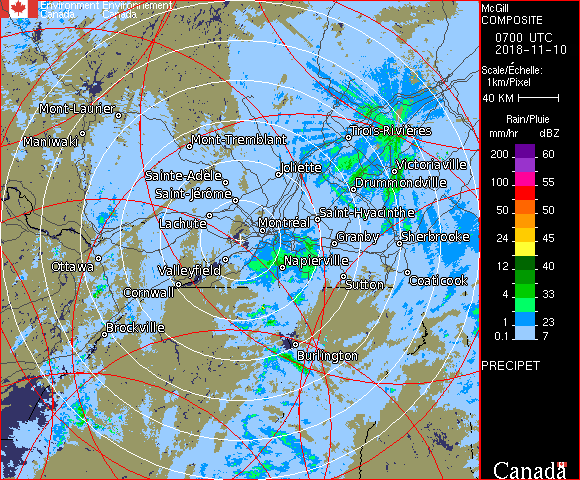 Environment Environnement
Canada Canada
Mont-Laurier
Maniwaki
Mont-Tremblant
Trois-Rivières
Sainte-Adèle
Joliette
Victoriaville
Saint-Jérôme
Drummondville
Lachute
Montréal
Saint-Hyacinthe
Granby
Sherbrooke
Ottawa
Valleyfield
Napierville
Cornwall
Sutton
Coaticook
Brockville
Burlington
McGill
COMPOSITE
0700 UTC
2018-11-10
Scale/Échelle:
1km/Pixel
40 KM
Rain/Pluie
mm/hr dBZ
200 60
100 55
50 50
24 45
12 40
4 33
1 23
0.1 7
PRECIPET
Canada